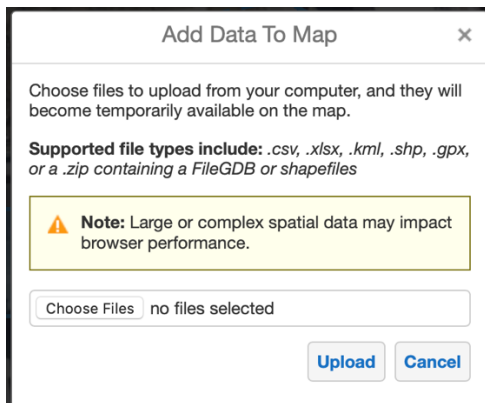 Add Data To Map ×
Choose files to upload from your computer, and they will
become temporarily available on the map.
Supported file types include: .csv, .xlsx, .kml, .shp, .gpx,
or a .zip containing a FileGDB or shapefiles
Note: Large or complex spatial data may impact
browser performance.
Choose Files no files selected
Upload Cancel